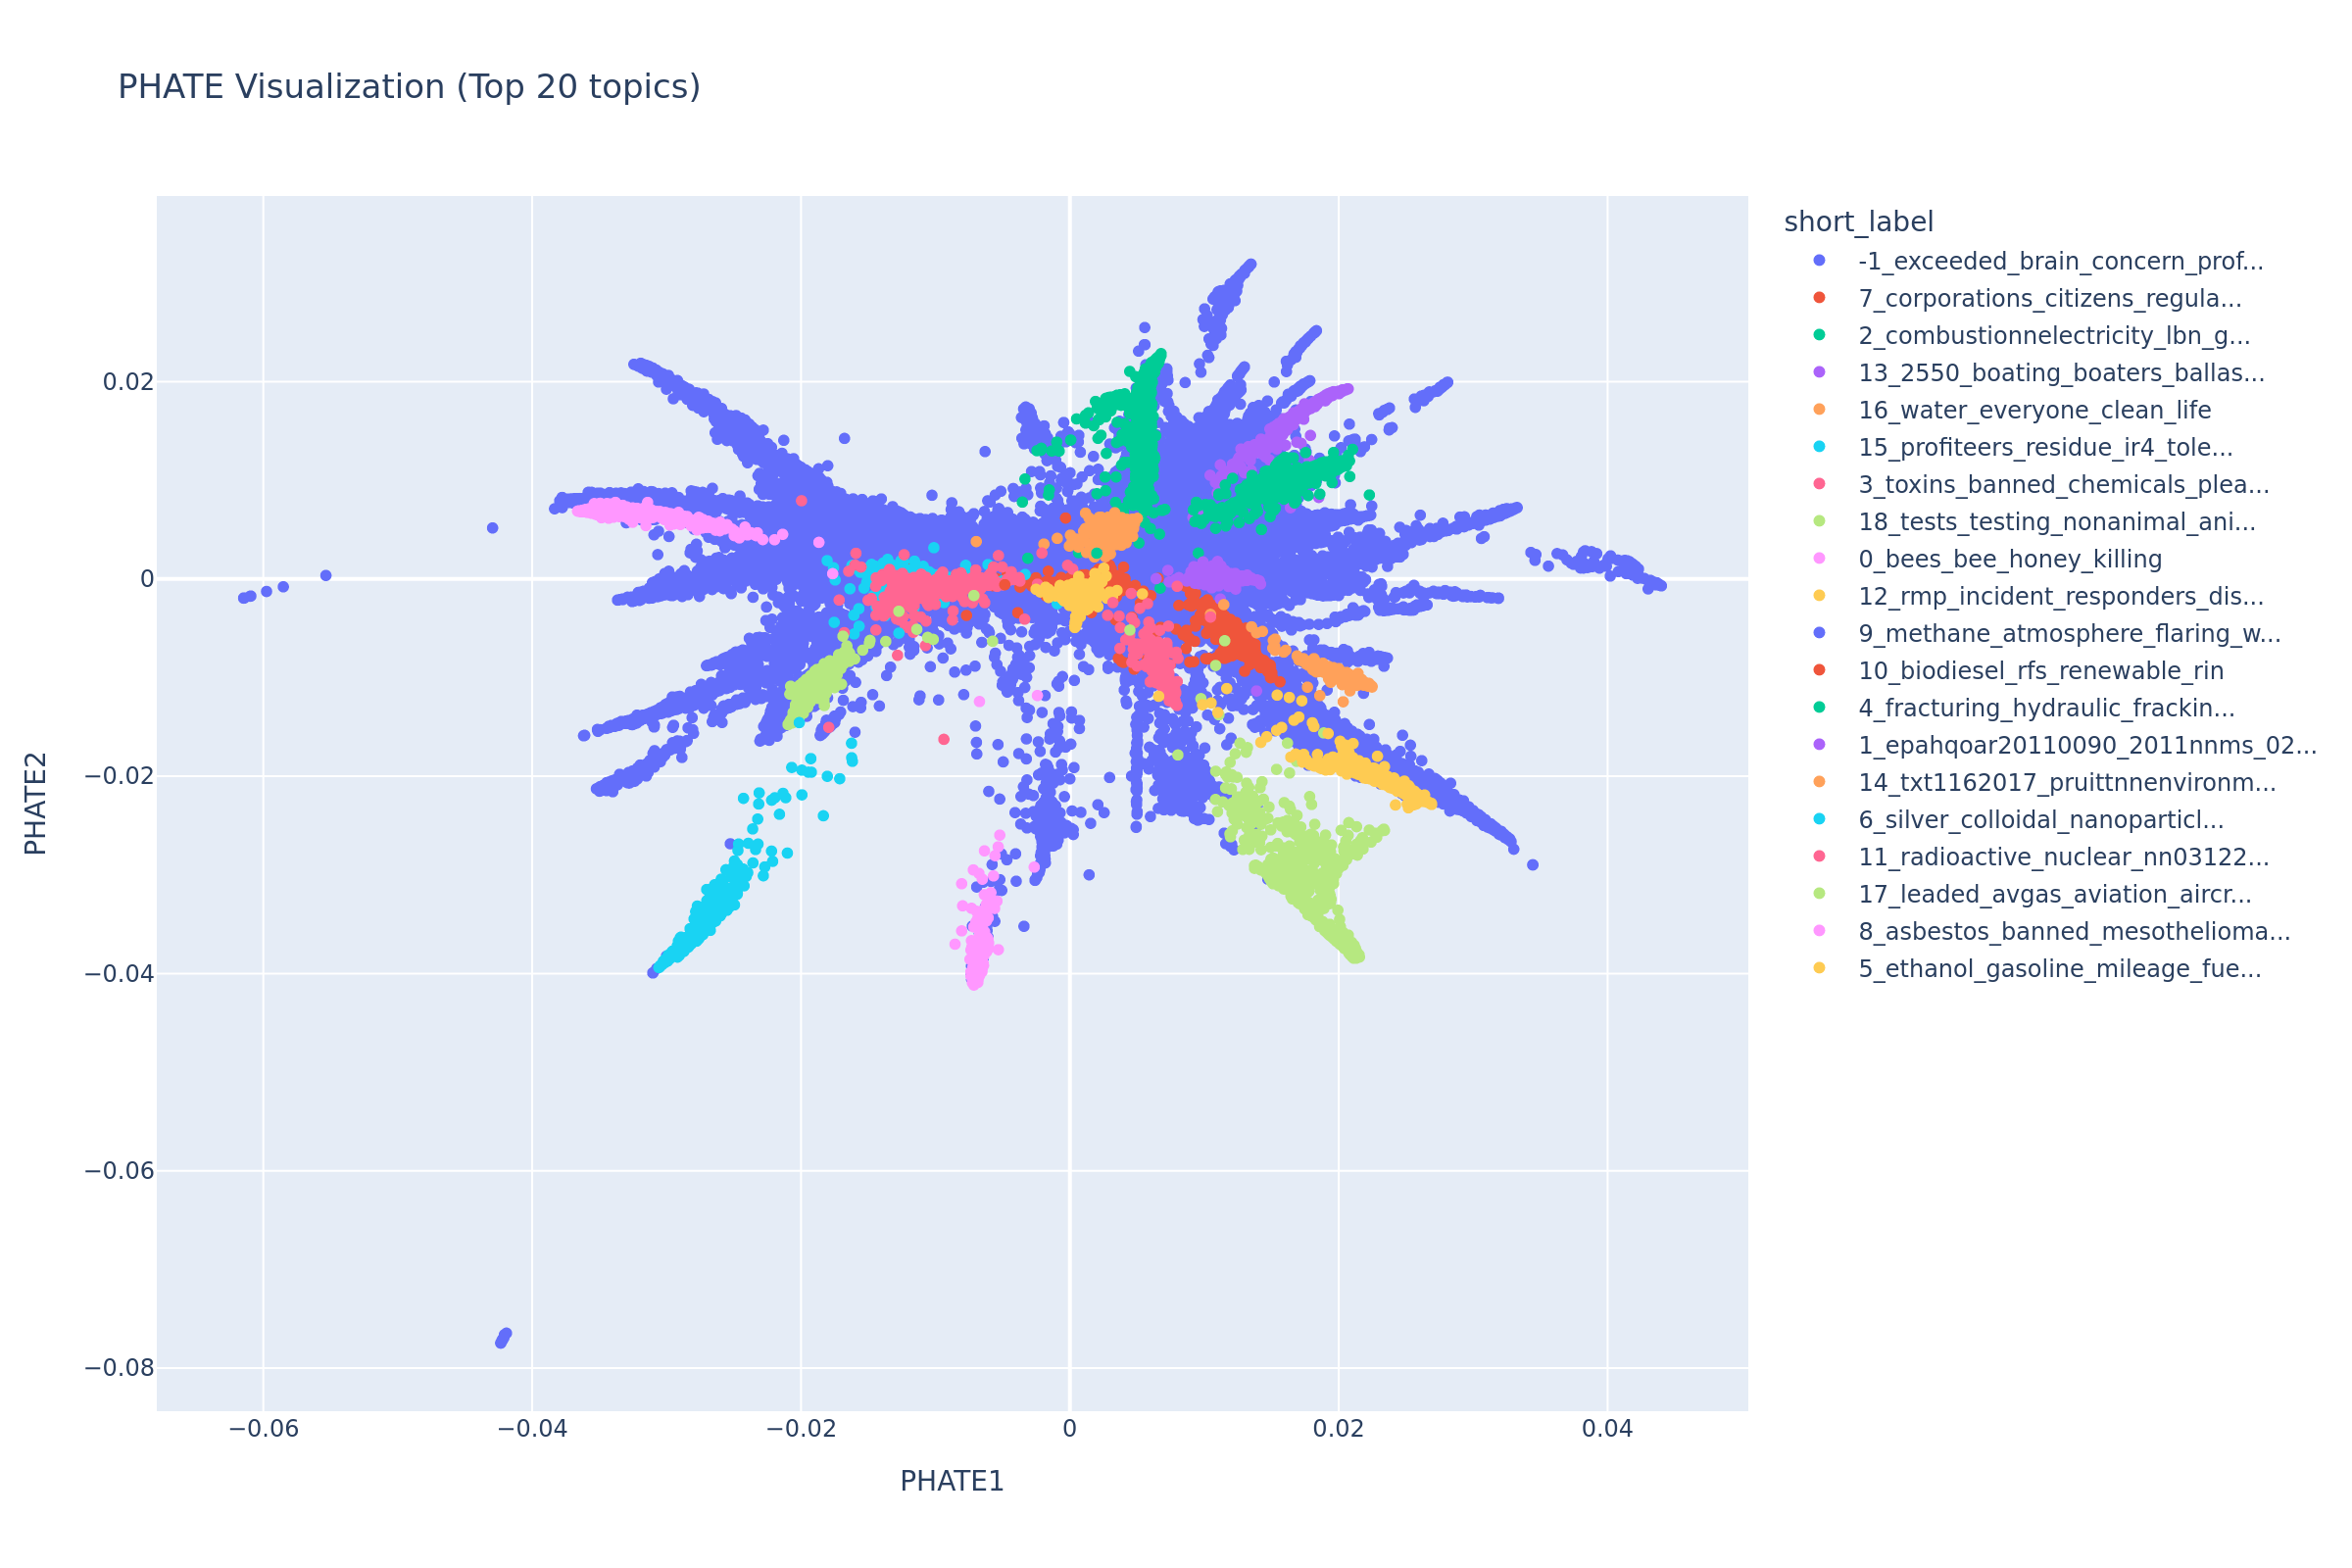 PHATE Visualization (Top 20 topics)
short_label
-1_exceeded_brain_concern_prof...
7_corporations_citizens_regula...
2_combustionnelectricity_lbn_g...
13_2550_boating_boaters_ballas...
16_water_everyone_clean_life
15_profiteers_residue_ir4_tole...
3_toxins_banned_chemicals_plea...
18_tests_testing_nonanimal_ani...
0_bees_bee_honey_killing
12_rmp_incident_responders_dis...
9_methane_atmosphere_flaring_w...
10_biodiesel_rfs_renewable_rin
4_fracturing_hydraulic_frackin...
1_epahqoar20110090_2011nnms_02...
14_txt1162017_pruittnnenvironm...
6_silver_colloidal_nanoparticl...
11_radioactive_nuclear_nn03122...
17_leaded_avgas_aviation_aircr...
8_asbestos_banned_mesothelioma...
5_ethanol_gasoline_mileage_fue...
PHATE2
0.02
0
−0.02
−0.04
−0.06
−0.08
−0.06
−0.04
−0.02
0
0.02
0.04
PHATE1